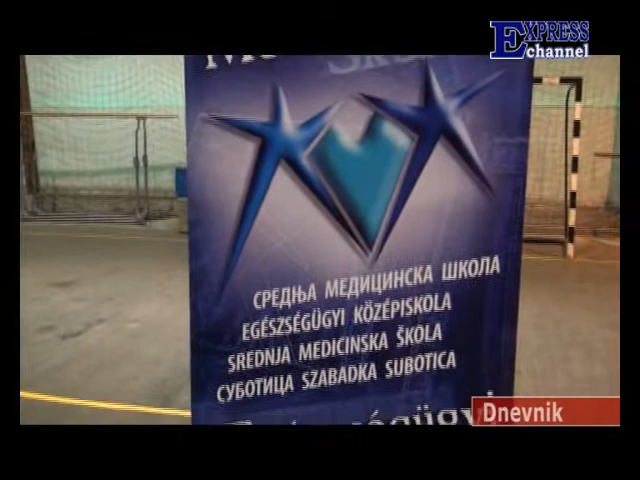 EXPRESS
channel
СРЕДЊА МЕДИЦИНСКА ШКОЛА
EGÉSZSÉGÜGYI KÖZÉPISKOLA
SREDNJA MEDICINSKA ŠKOLA
СУБОТИЦА SZABADKA SUBOTICA
Dnevnik